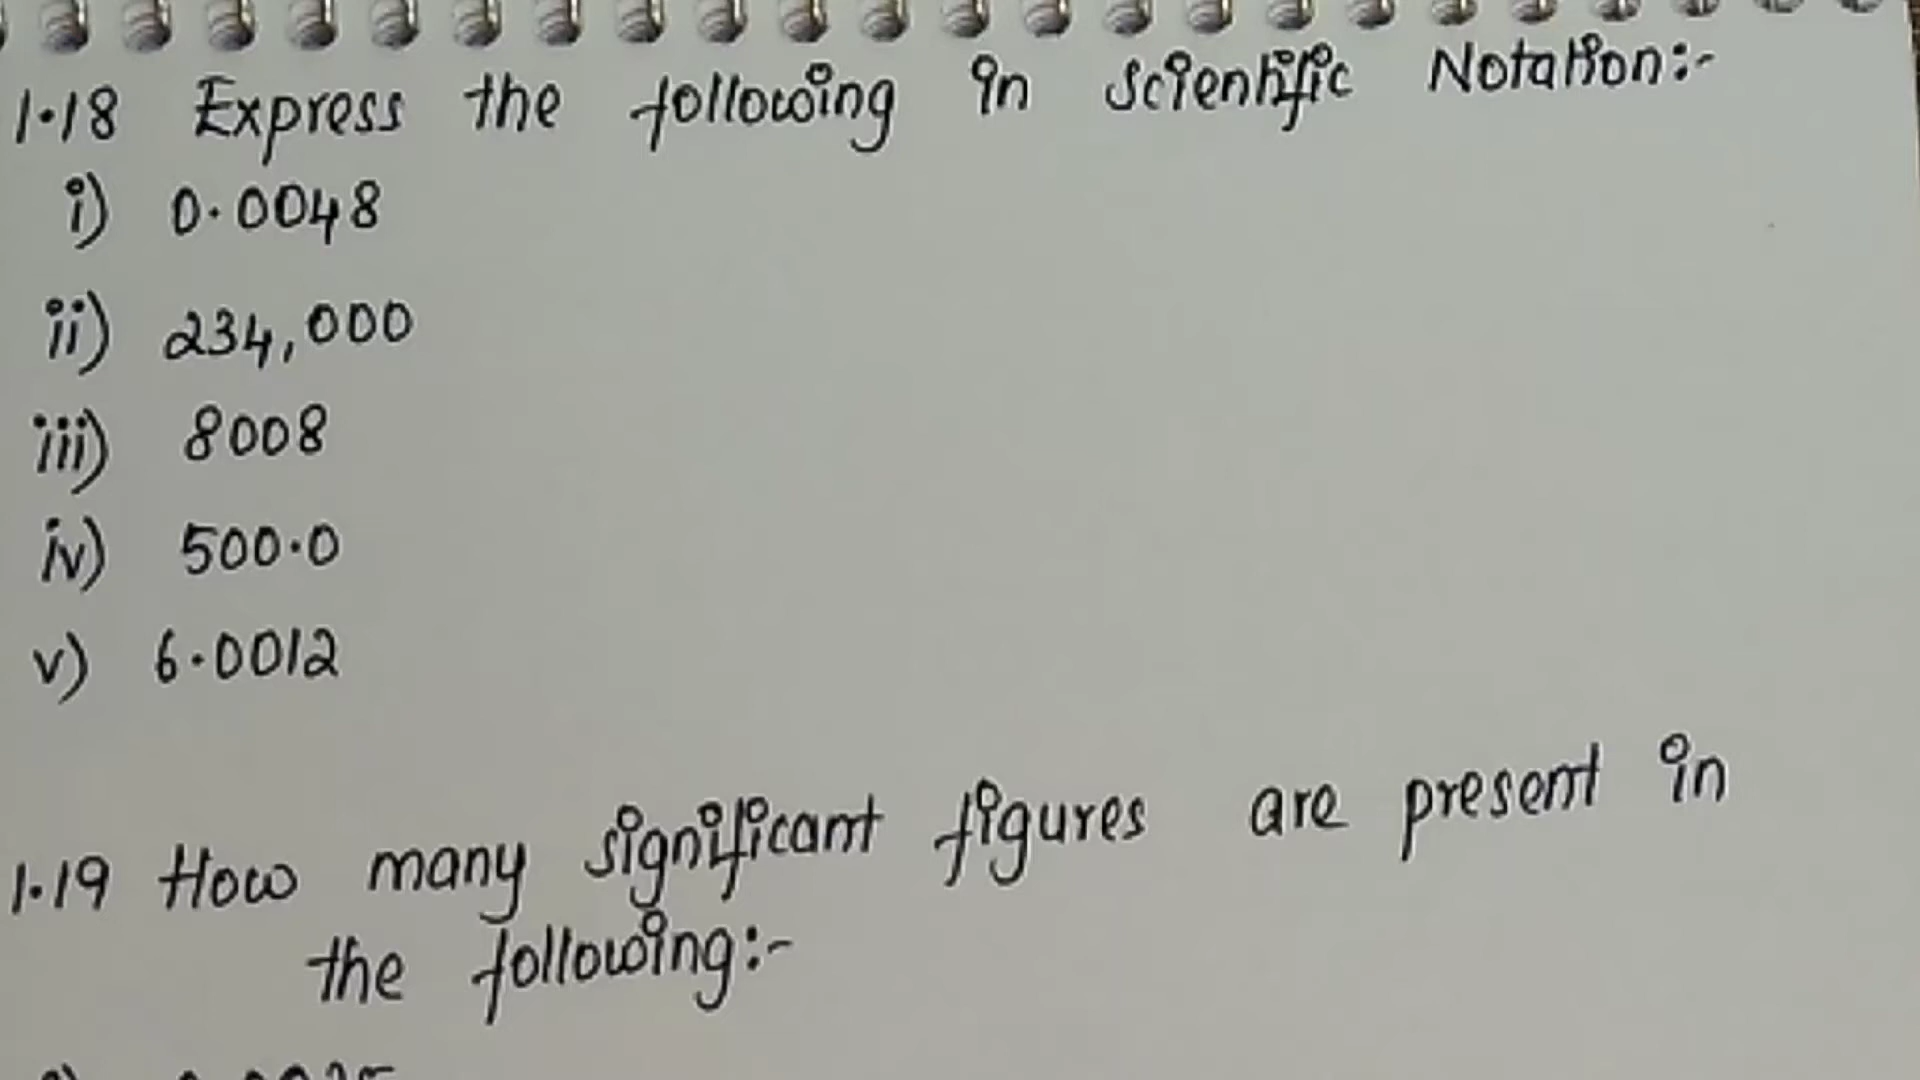 1.18 Express the following in scientific Notation:-
i) 0.0048
ii) 234,000
iii) 8008
iv) 500.0
v) 6.0012
1.19 How many significant figures are present in
the following:-